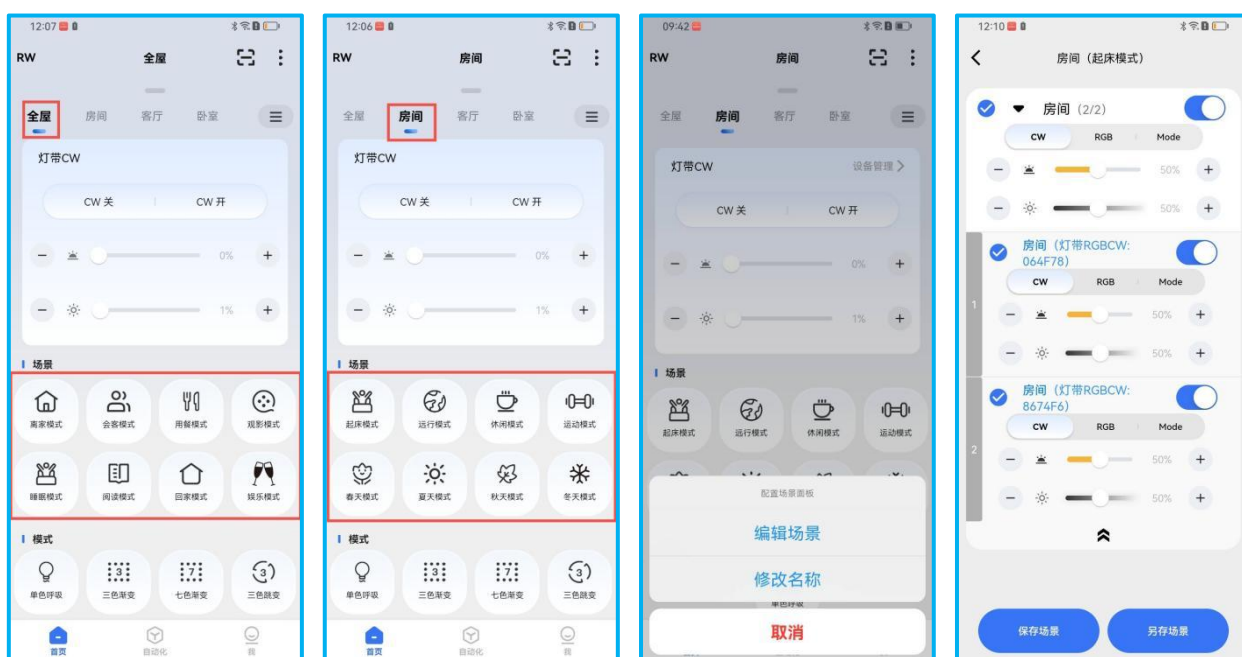 12:07
RW 全屋
全屋 房间 客厅 卧室
灯带CW
CW 关 CW 开
0%
1%
场景
离家模式 会客模式 用餐模式 观影模式
睡眠模式 阅读模式 回家模式 娱乐模式
模式
3 7 3
单色呼吸 三色渐变 七色渐变 三色跳变
首页 自动化 我
12:06
RW 房间
全屋 房间 客厅 卧室
灯带CW
CW 关 CW 开
0%
1%
场景
起床模式 远行模式 休闲模式 运动模式
春天模式 夏天模式 秋天模式 冬天模式
模式
3 7 3
单色呼吸 三色渐变 七色渐变 三色跳变
首页 自动化 我
09:42
RW 房间
全屋 房间 客厅 卧室
灯带CW 设备管理
CW 关 CW 开
0%
1%
场景
起床模式 远行模式 休闲模式 运动模式
配置场景面板
编辑场景
修改名称
单色呼吸
取消
12:10
房间（起床模式）
房间（2/2）
CW RGB Mode
50%
50%
1
房间（灯带RGBCW:
064F78）
CW RGB Mode
50%
50%
2
房间（灯带RGBCW:
8674F6）
CW RGB Mode
50%
50%
保存场景 另存场景